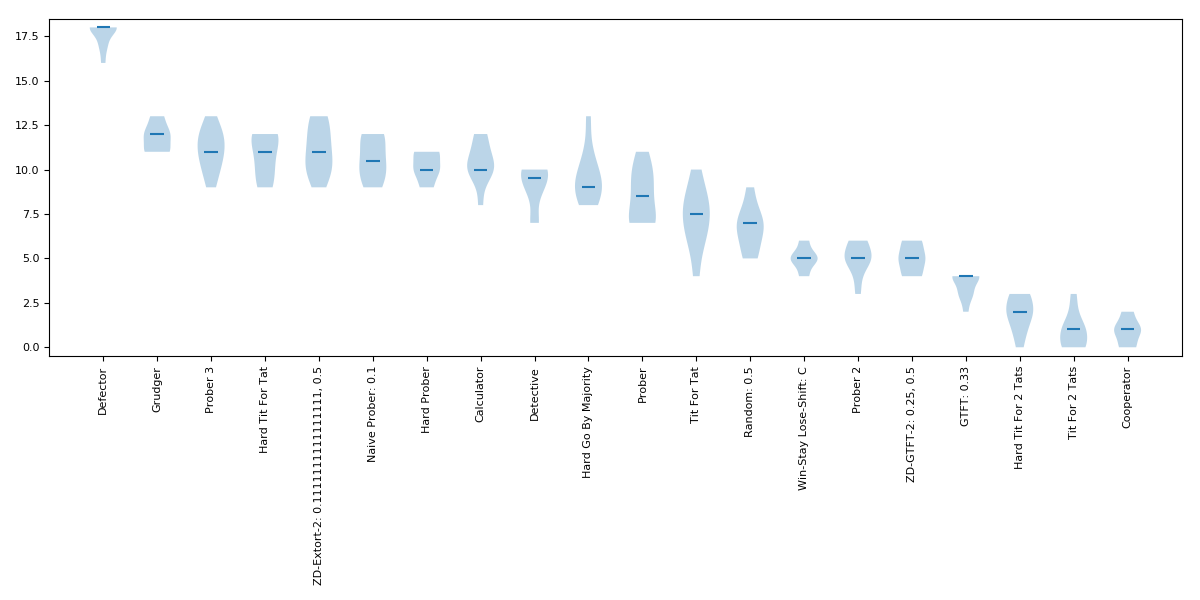 17.5
15.0
12.5
10.0
7.5
5.0
2.5
0.0
Defector
Grudger
Prober 3
Hard Tit For Tat
ZD-Extort-2: 0.1111111111111111, 0.5
Naive Prober: 0.1
Hard Prober
Calculator
Detective
Hard Go By Majority
Prober
Tit For Tat
Random: 0.5
Win-Stay Lose-Shift: C
Prober 2
ZD-GTFT-2: 0.25, 0.5
GTFT: 0.33
Hard Tit For 2 Tats
Tit For 2 Tats
Cooperator